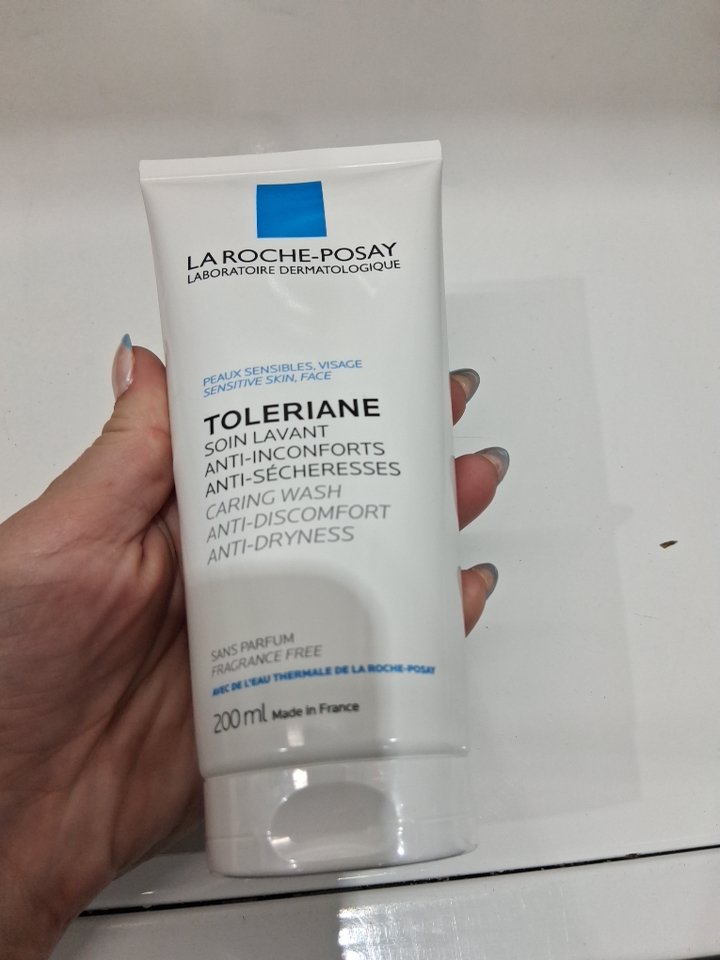 LA ROCHE-POSAY
LABORATOIRE DERMATOLOGIQUE
PEAUX SENSIBLES, VISAGE
SENSITIVE SKIN, FACE
TOLERIANE
SOIN LAVANT
ANTI-INCONFORTS
ANTI-SÉCHERESSES
CARING WASH
ANTI-DISCOMFORT
ANTI-DRYNESS
SANS PARFUM
FRAGRANCE FREE
AVEC DE L'EAU THERMALE DE LA ROCHE-POSAY
200 ml Made in France